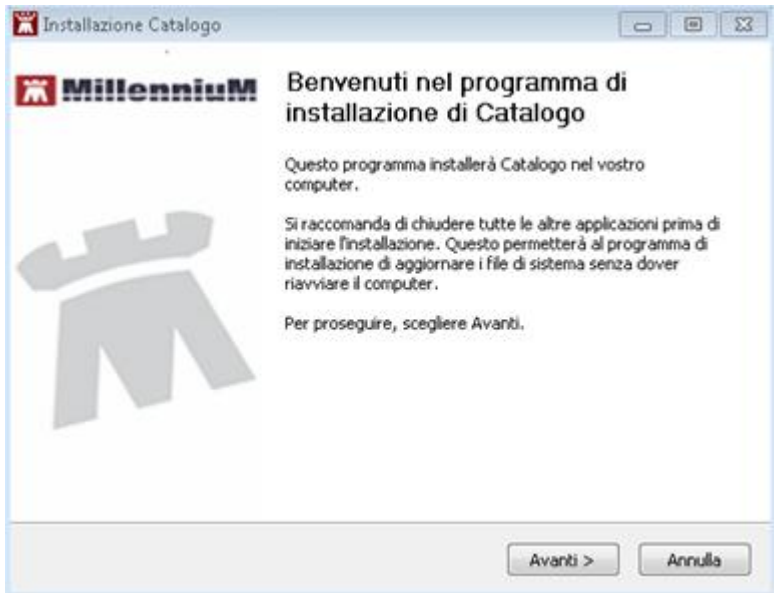 Installazione Catalogo
MillenniuM
Benvenuti nel programma di
installazione di Catalogo
Questo programma installerà Catalogo nel vostro
computer.
Si raccomanda di chiudere tutte le altre applicazioni prima di
iniziare l'installazione. Questo permetterà al programma di
installazione di aggiornare i file di sistema senza dover
riavviare il computer.
Per proseguire, scegliere Avanti.
Avanti >
Annulla